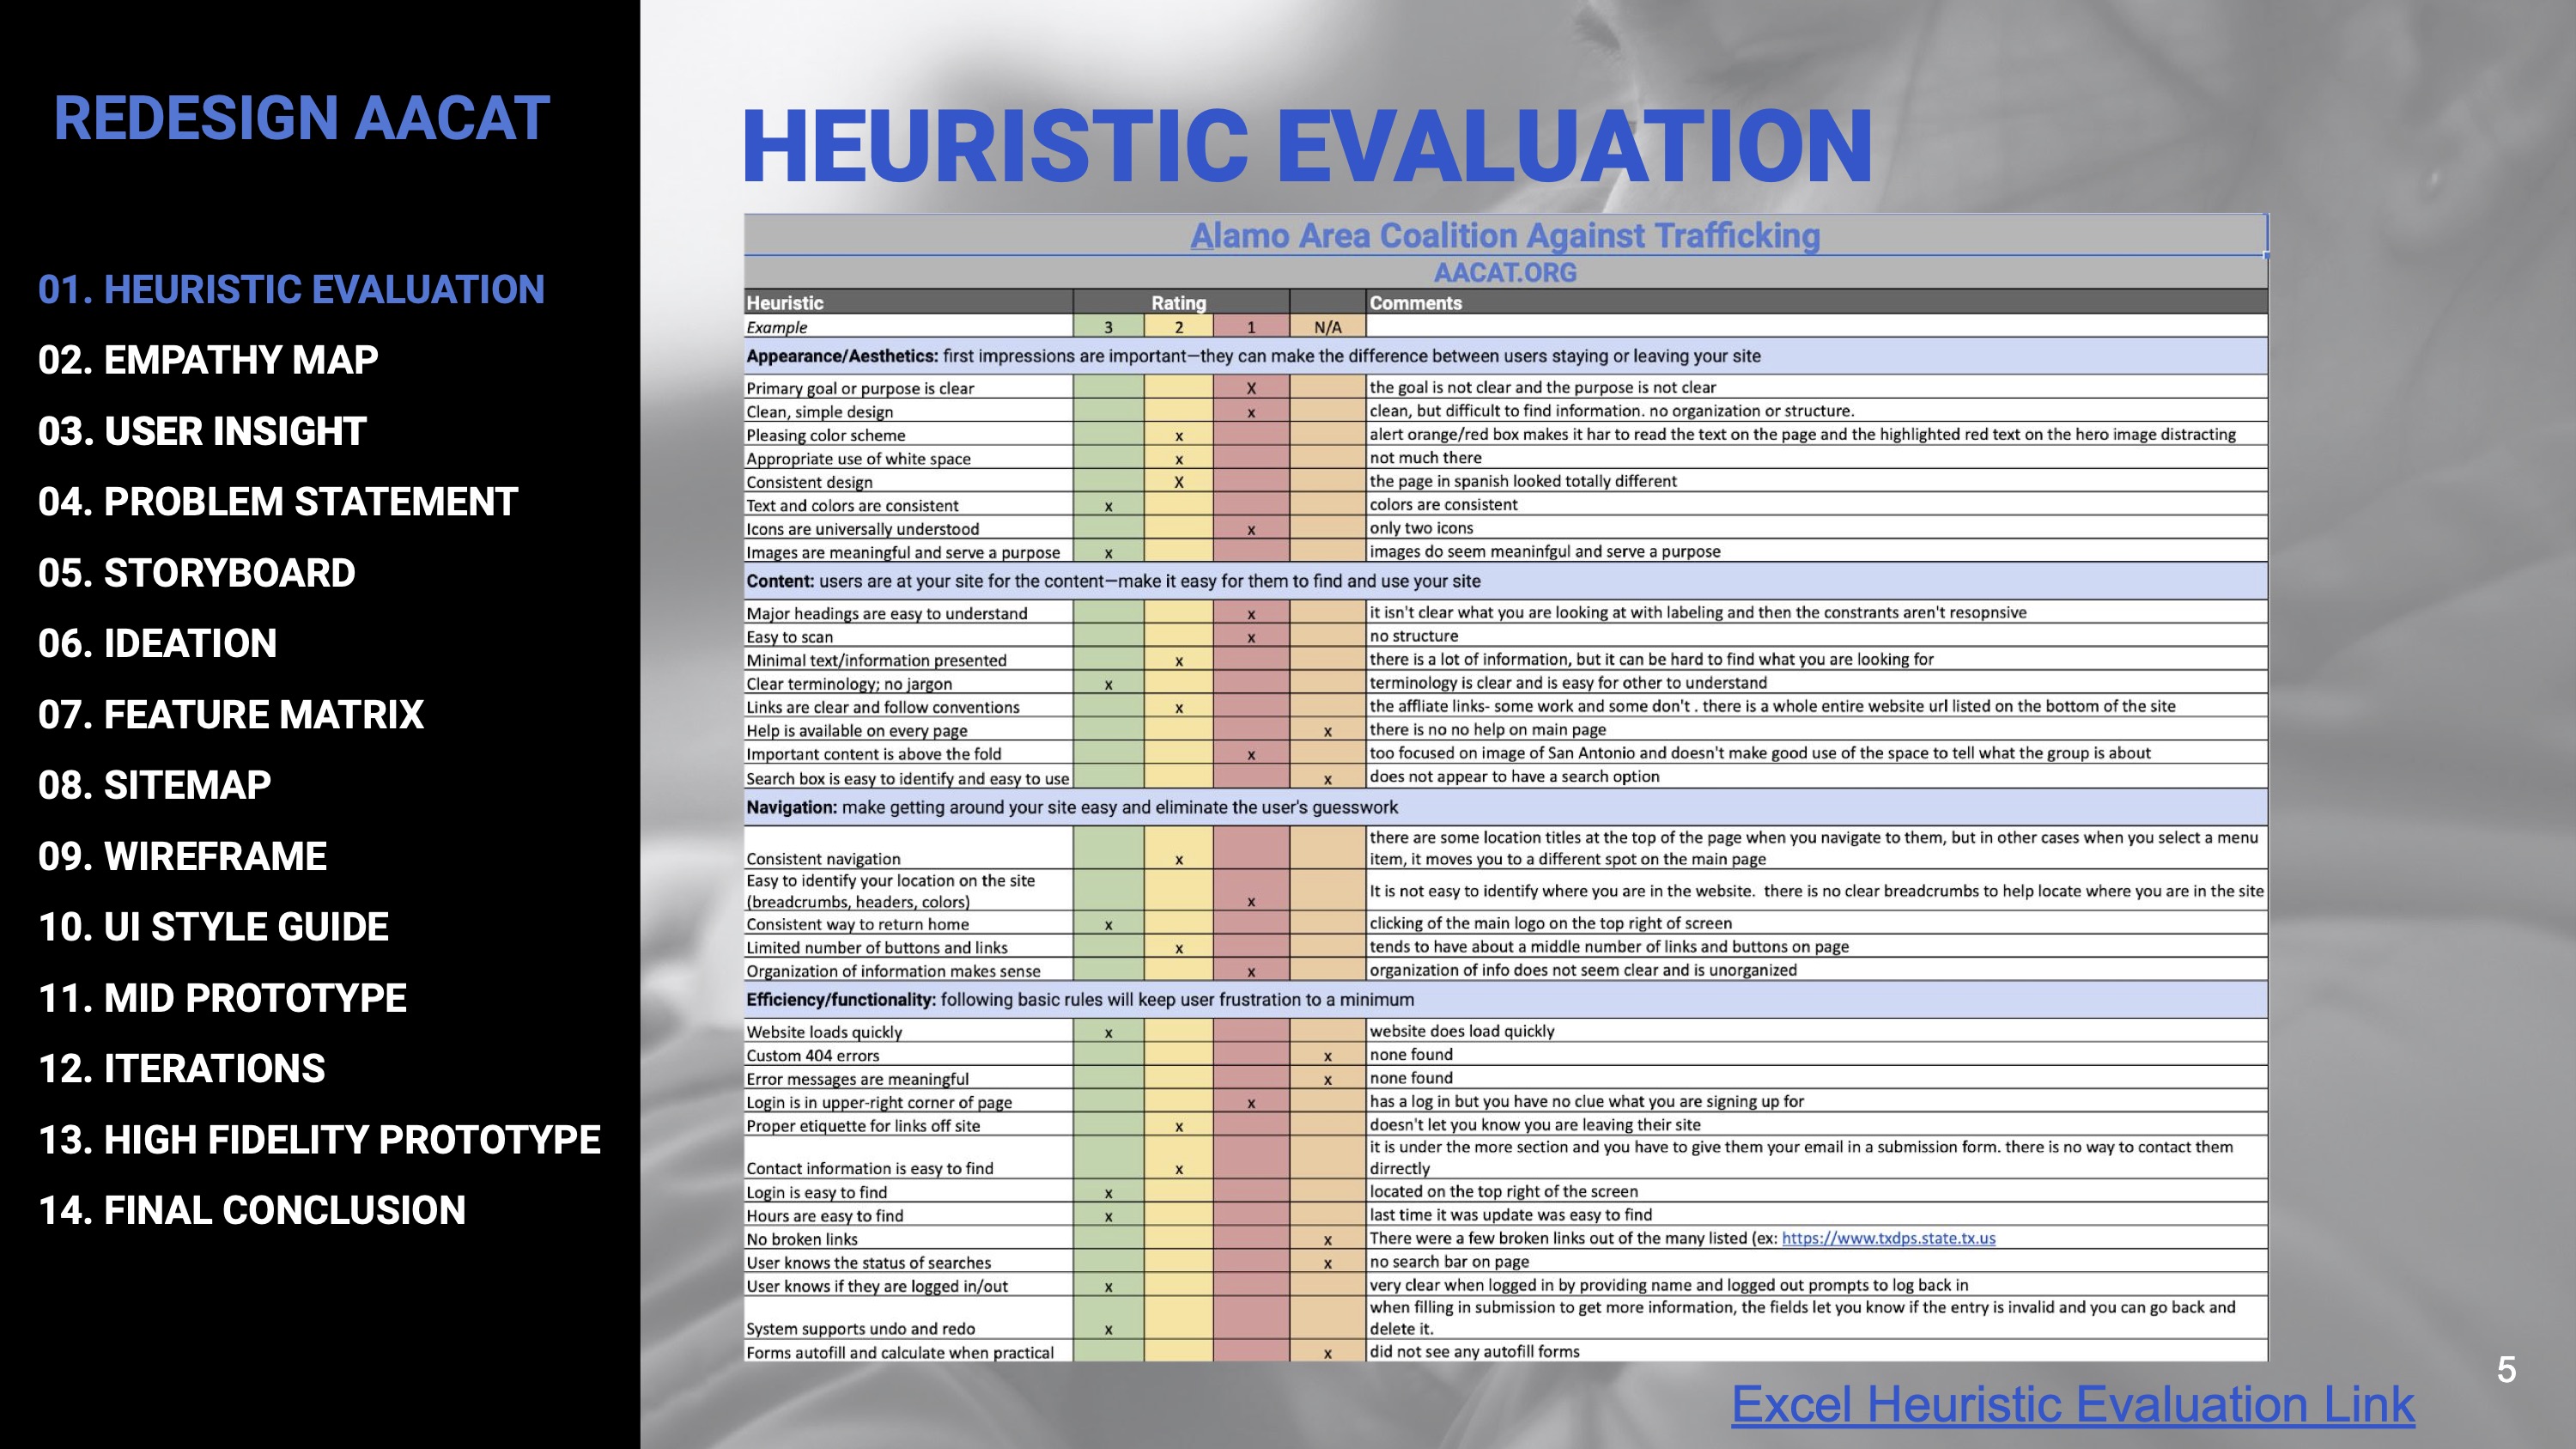 REDESIGN AACAT
01. HEURISTIC EVALUATION
02. EMPATHY MAP
03. USER INSIGHT
04. PROBLEM STATEMENT
05. STORYBOARD
06. IDEATION
07. FEATURE MATRIX
08. SITEMAP
09. WIREFRAME
10. UI STYLE GUIDE
11. MID PROTOTYPE
12. ITERATIONS
13. HIGH FIDELITY PROTOTYPE
14. FINAL CONCLUSION
HEURISTIC EVALUATION
Alamo Area Coalition Against Trafficking
AACAT.ORG
Heuristic Rating Comments
Example 3 2 1 N/A
Appearance/Aesthetics: first impressions are important—they can make the difference between users staying or leaving your site
Primary goal or purpose is clear X the goal is not clear and the purpose is not clear
Clean, simple design x clean, but difficult to find information. no organization or structure.
Pleasing color scheme x alert orange/red box makes it har to read the text on the page and the highlighted red text on the hero image distracting
Appropriate use of white space x not much there
Consistent design X the page in spanish looked totally different
Text and colors are consistent x colors are consistent
Icons are universally understood x only two icons
Images are meaningful and serve a purpose x images do seem meaninfgul and serve a purpose
Content: users are at your site for the content—make it easy for them to find and use your site
Major headings are easy to understand x it isn't clear what you are looking at with labeling and then the constrants aren't resopnsive
Easy to scan x no structure
Minimal text/information presented x there is a lot of information, but it can be hard to find what you are looking for
Clear terminology; no jargon x terminology is clear and is easy for other to understand
Links are clear and follow conventions x the affliate links- some work and some don't . there is a whole entire website url listed on the bottom of the site
Help is available on every page x there is no no help on main page
Important content is above the fold x too focused on image of San Antonio and doesn't make good use of the space to tell what the group is about
Search box is easy to identify and easy to use x does not appear to have a search option
Navigation: make getting around your site easy and eliminate the user's guesswork
there are some location titles at the top of the page when you navigate to them, but in other cases when you select a menu
Consistent navigation x item, it moves you to a different spot on the main page
Easy to identify your location on the site
(breadcrumbs, headers, colors) x It is not easy to identify where you are in the website. there is no clear breadcrumbs to help locate where you are in the site
Consistent way to return home x clicking of the main logo on the top right of screen
Limited number of buttons and links x tends to have about a middle number of links and buttons on page
Organization of information makes sense x organization of info does not seem clear and is unorganized
Efficiency/functionality: following basic rules will keep user frustration to a minimum
Website loads quickly x website does load quickly
Custom 404 errors x none found
Error messages are meaningful x none found
Login is in upper-right corner of page x has a log in but you have no clue what you are signing up for
Proper etiquette for links off site x doesn't let you know you are leaving their site
it is under the more section and you have to give them your email in a submission form. there is no way to contact them
Contact information is easy to find x dirrectly
Login is easy to find x located on the top right of the screen
Hours are easy to find x last time it was update was easy to find
No broken links x There were a few broken links out of the many listed (ex: https://www.txdps.state.tx.us
User knows the status of searches x no search bar on page
User knows if they are logged in/out x very clear when logged in by providing name and logged out prompts to log back in
when filling in submission to get more information, the fields let you know if the entry is invalid and you can go back and
System supports undo and redo x delete it.
Forms autofill and calculate when practical x did not see any autofill forms
5
Excel Heuristic Evaluation Link